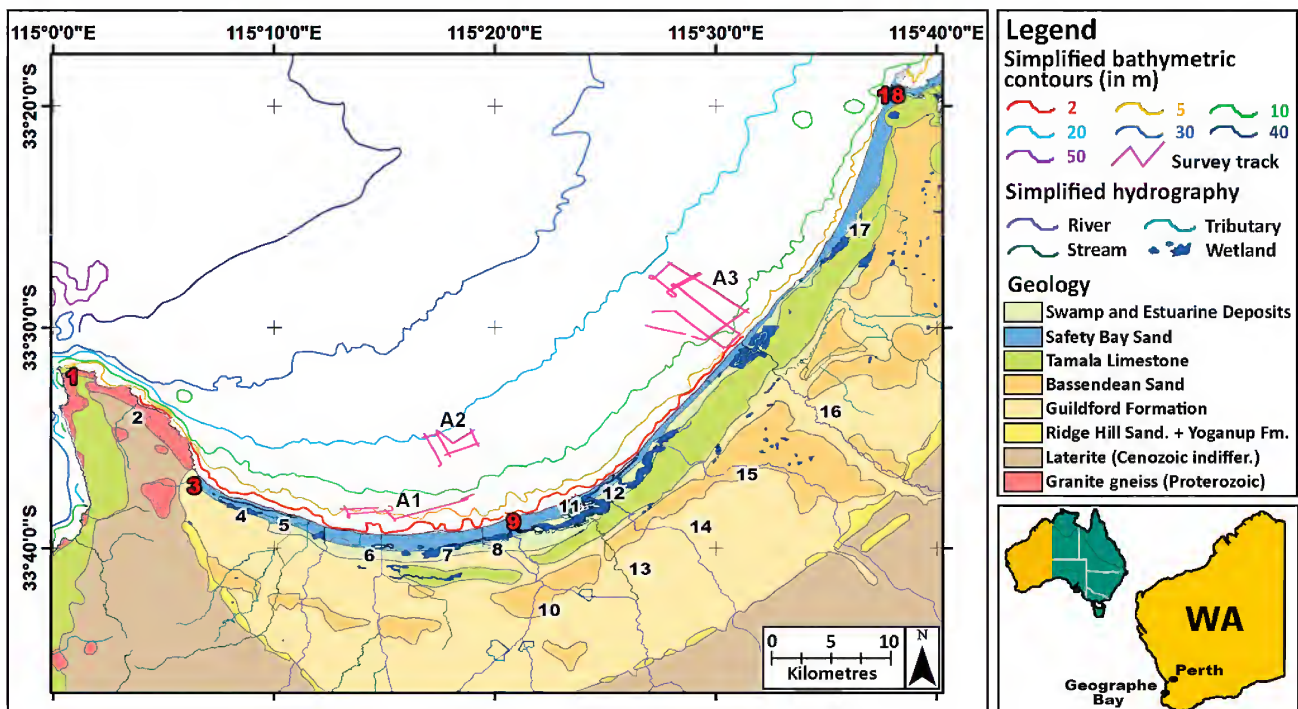 115°0'0"E
115°10'0"E
115°20'0"E
115°30'0"E
115°40'0"E
33°20'0"S
33°30'0"S
33°40'0"S
18
17
A3
1
2
A2
16
3
A1
15
4
5
9
11
12
14
6
7
8
13
10
0 5 10
Kilometres
N
Legend
Simplified bathymetric
contours (in m)
2 5 10
20 30 40
50 Survey track
Simplified hydrography
River Tributary
Stream Wetland
Geology
Swamp and Estuarine Deposits
Safety Bay Sand
Tamala Limestone
Bassendean Sand
Guildford Formation
Ridge Hill Sand. + Yoganup Fm.
Laterite (Cenozoic indiffer.)
Granite gneiss (Proterozoic)
WA
Perth
Geographe
Bay